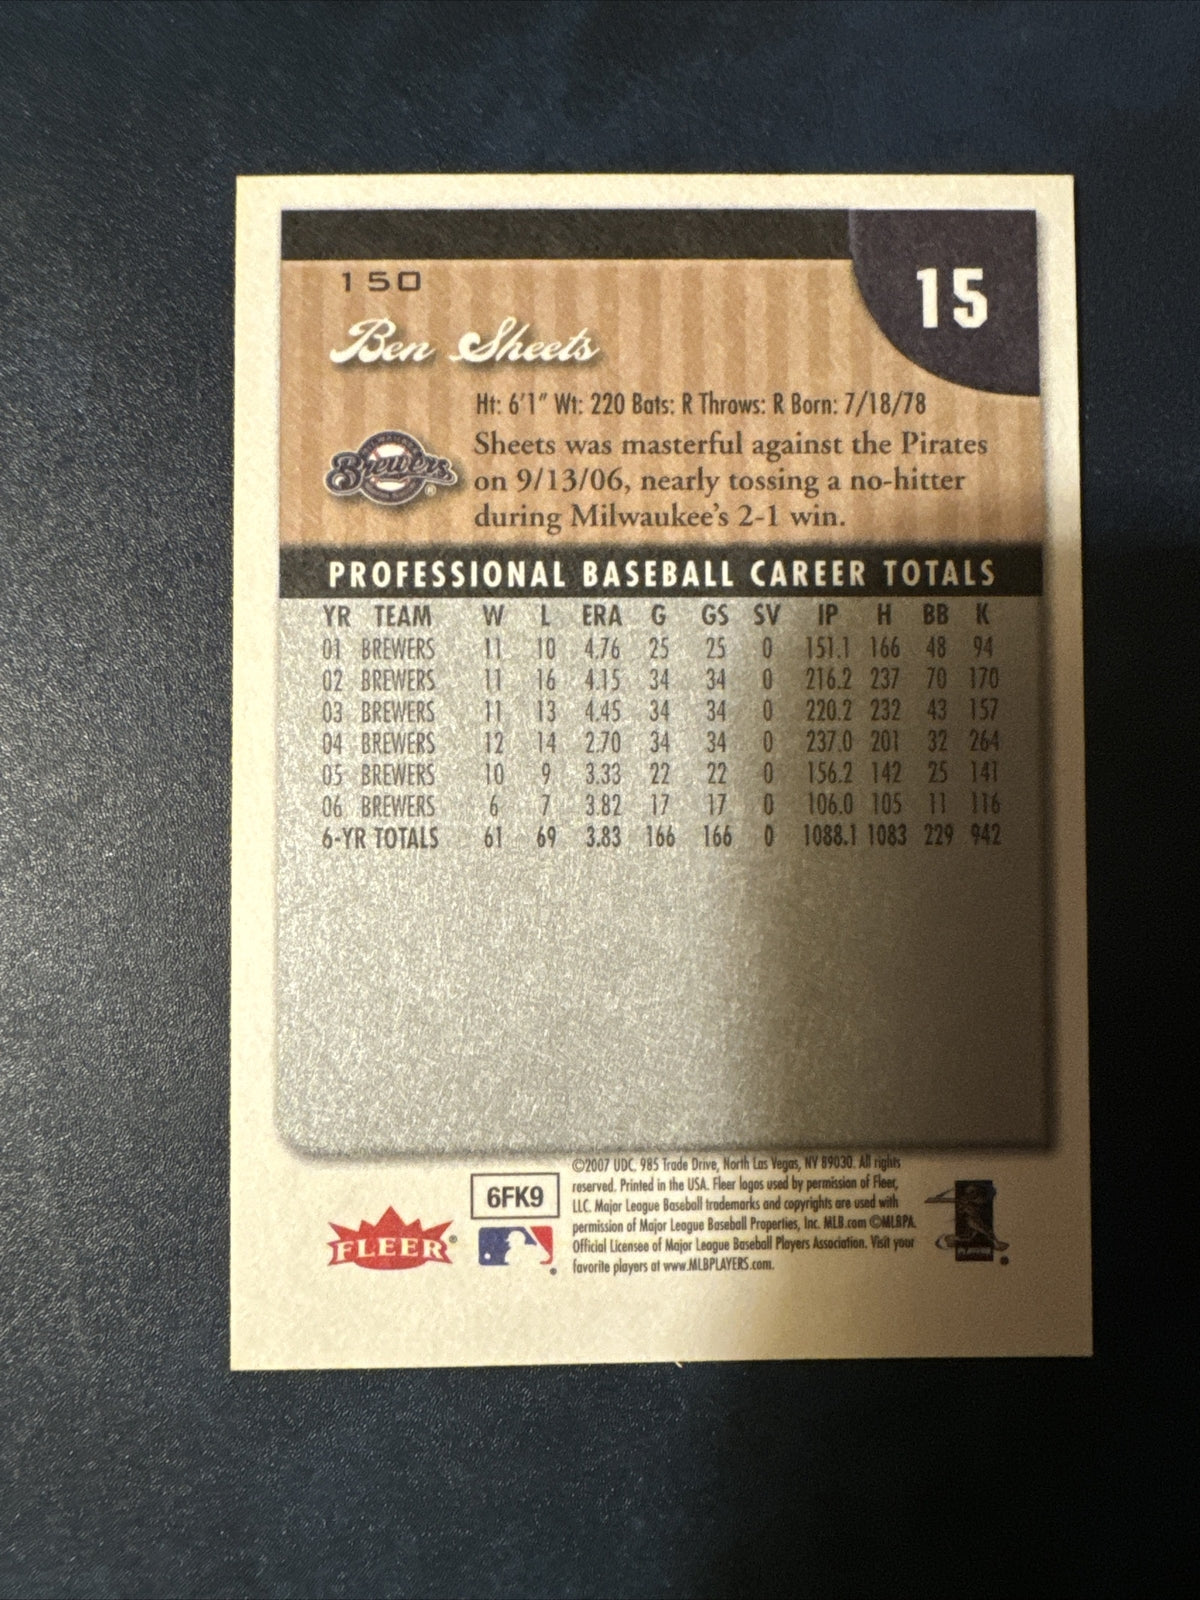 150
15
Ben Sheets
Ht: 6'1" Wt: 220 Bats: R Throws: R Born: 7/18/78
Brewers
Sheets was masterful against the Pirates
on 9/13/06, nearly tossing a no-hitter
during Milwaukee's 2-1 win.
PROFESSIONAL BASEBALL CAREER TOTALS
YR TEAM W L ERA G GS SV IP H BB K
01 BREWERS 11 10 4.76 25 25 0 151.1 166 48 94
02 BREWERS 11 16 4.15 34 34 0 216.2 237 70 170
03 BREWERS 11 13 4.45 34 34 0 220.2 232 43 157
04 BREWERS 12 14 2.70 34 34 0 237.0 201 32 264
05 BREWERS 10 9 3.33 22 22 0 156.2 142 25 141
06 BREWERS 6 7 3.82 17 17 0 106.0 105 11 116
6-YR TOTALS 61 69 3.83 166 166 0 1088.1 1083 229 942
FLEER®
6FK9
©2007 UDC. 985 Trade Drive, North Las Vegas, NV 89030. All rights
reserved. Printed in the USA. Fleer logos used by permission of Fleer,
LLC. Major League Baseball trademarks and copyrights are used with
permission of Major League Baseball Properties, Inc. MLB.com ©MLBPA.
Official Licensee of Major League Baseball Players Association. Visit your
favorite players at www.MLBPLAYERS.com.